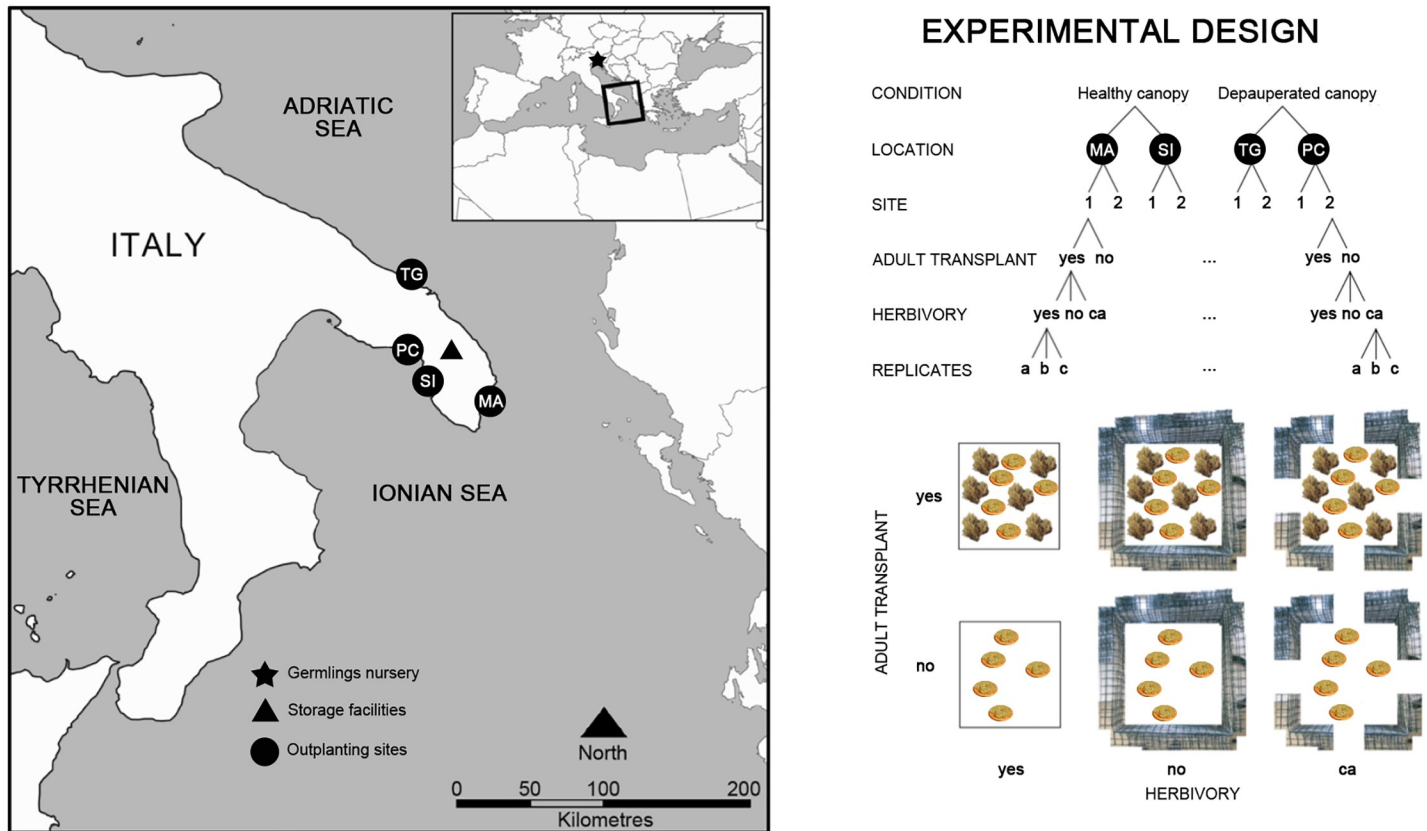 ADRIATIC
SEA
ITALY
TG
PC
SI
MA
TYRRHENIAN
SEA
IONIAN SEA
Germlings nursery
Storage facilities
Outplanting sites
North
0 50 100 200
Kilometres
EXPERIMENTAL DESIGN
CONDITION Healthy canopy Depauperated canopy
LOCATION MA SI TG PC
SITE 1 2 1 2 1 2 1 2
ADULT TRANSPLANT yes no ... yes no
HERBIVORY yes no ca ... yes no ca
REPLICATES a b c ... a b c
ADULT TRANSPLANT
yes
no
yes no ca
HERBIVORY